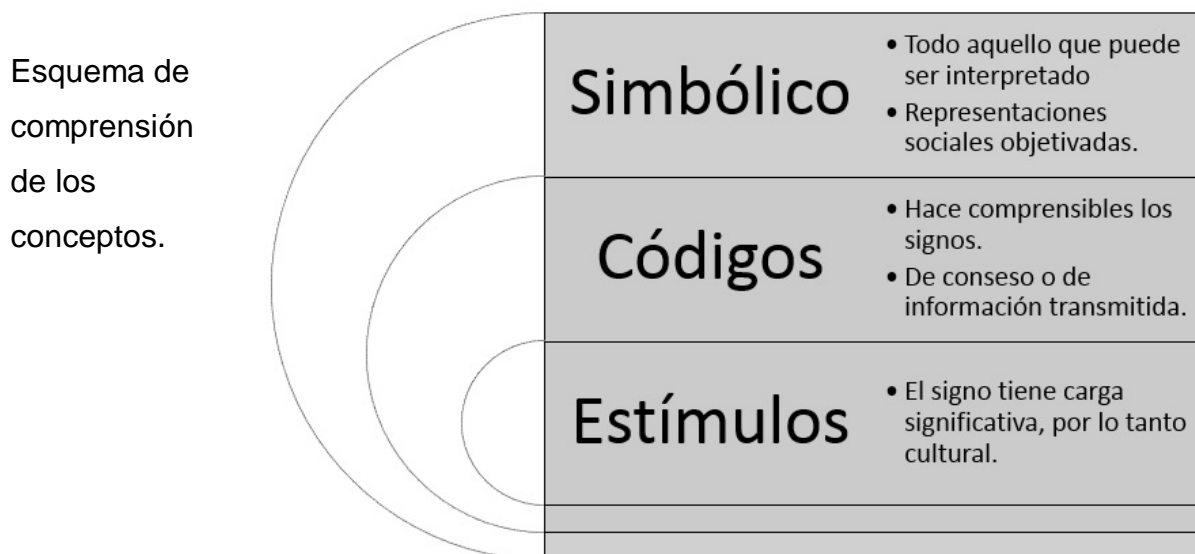 Esquema de
comprensión
de los
conceptos.
Simbólico
• Todo aquello que puede
ser interpretado
• Representaciones
sociales objetivadas.
Códigos
• Hace comprensibles los
signos.
• De conseso o de
información transmitida.
Estímulos
• El signo tiene carga
significativa, por lo tanto
cultural.